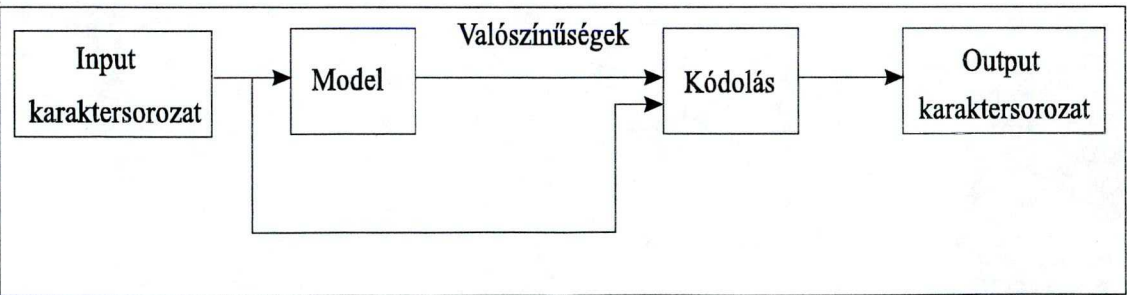 Input
karaktersorozat
Model
Valószínűségek
Kódolás
Output
karaktersorozat